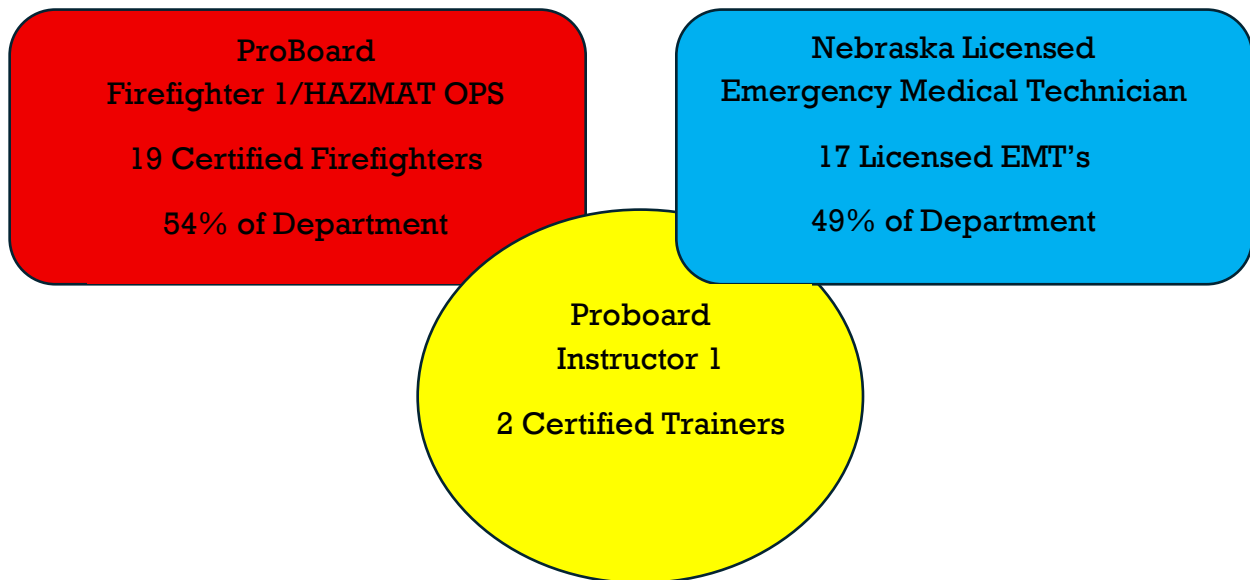 ProBoard
Firefighter 1/HAZMAT OPS
19 Certified Firefighters
54% of Department
Nebraska Licensed
Emergency Medical Technician
17 Licensed EMT’s
49% of Department
Proboard
Instructor 1
2 Certified Trainers